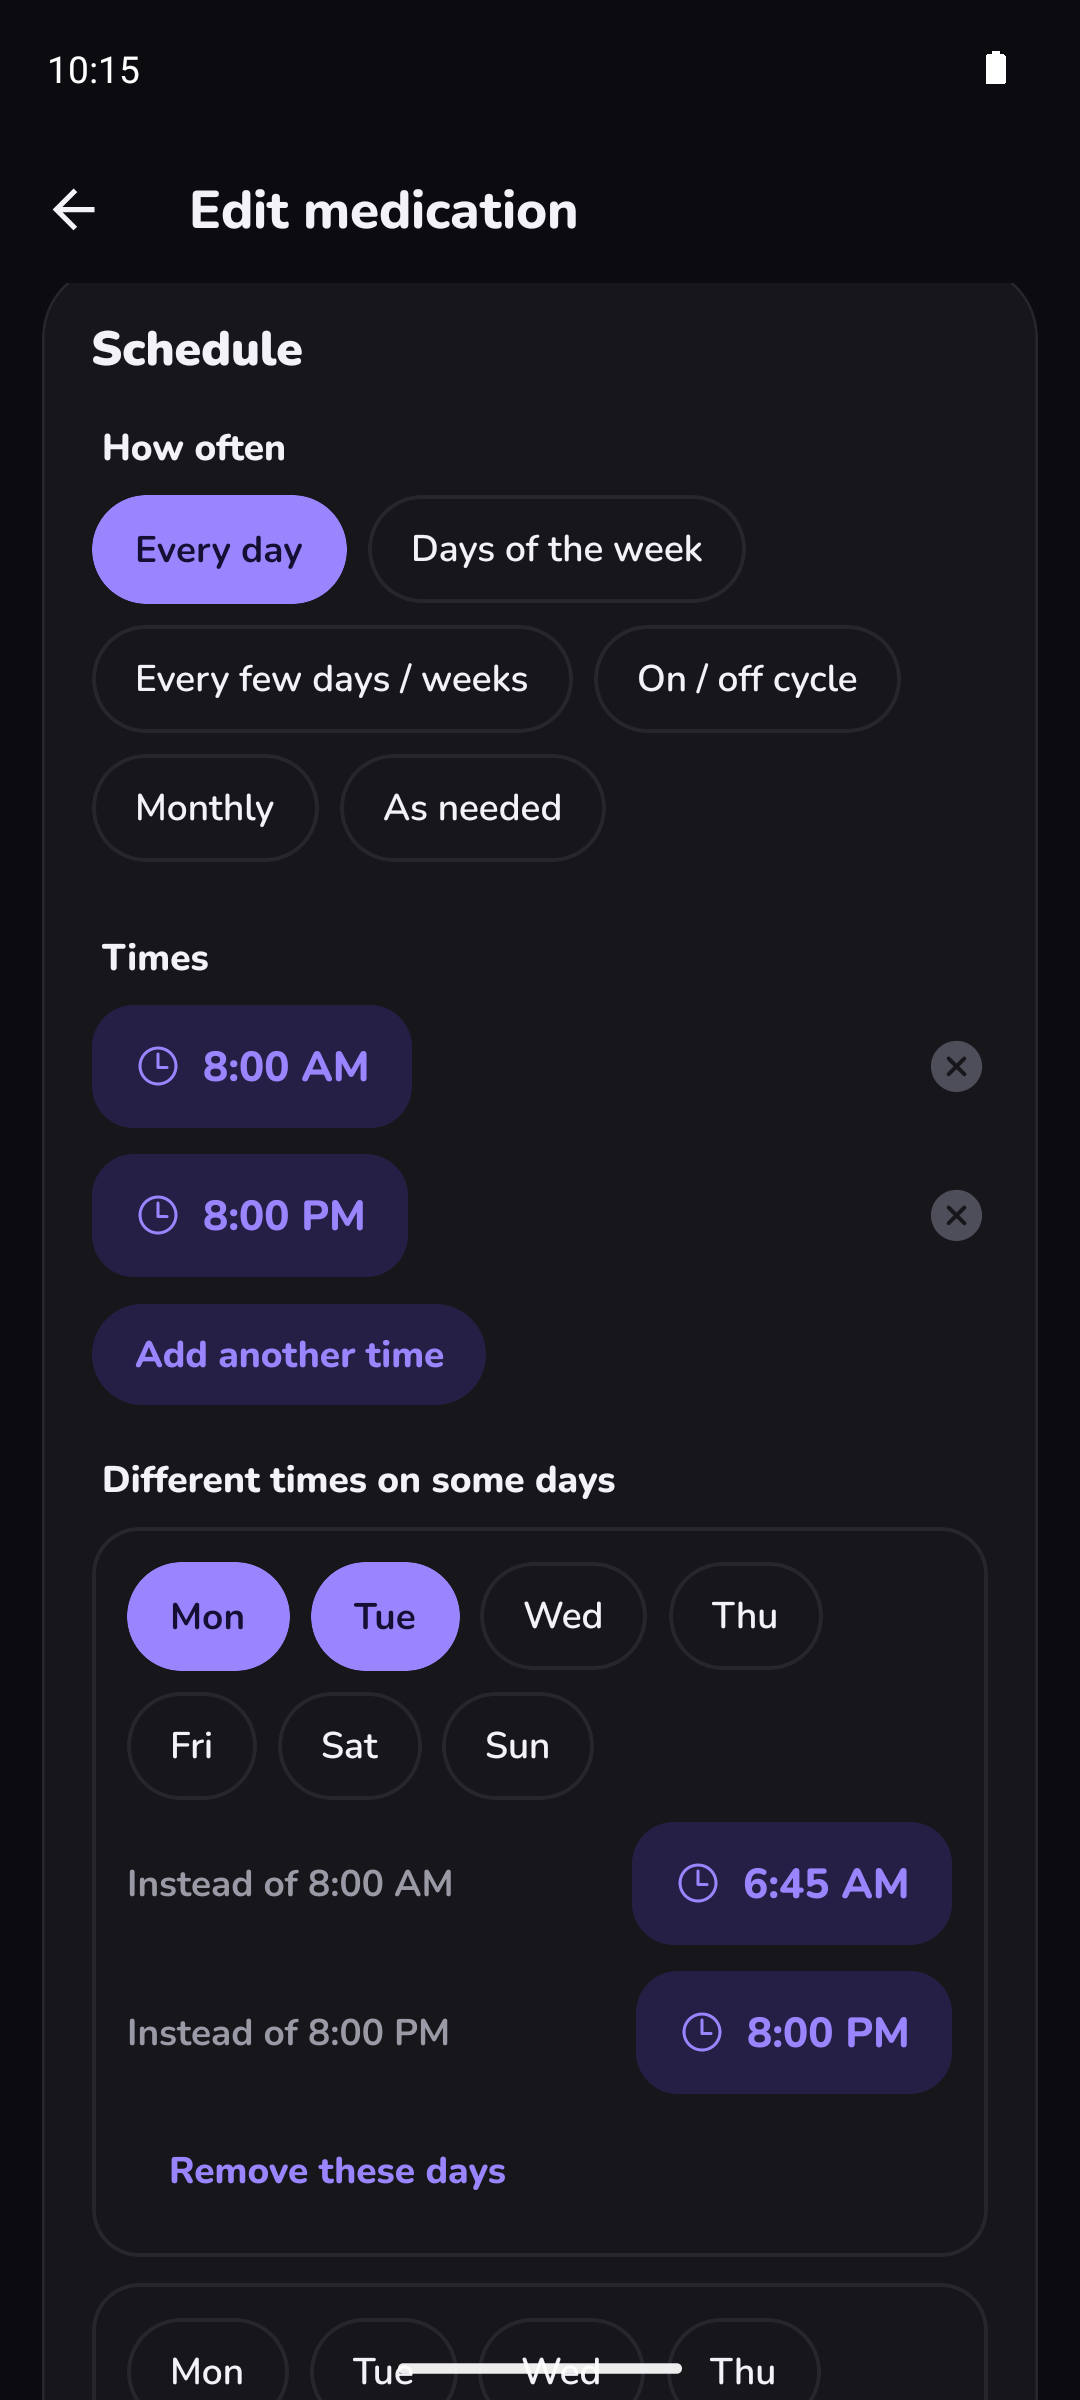 10:15
Edit medication
Schedule
How often
Every day
Days of the week
Every few days / weeks
On / off cycle
Monthly
As needed
Times
8:00 AM
8:00 PM
Add another time
Different times on some days
Mon
Tue
Wed
Thu
Fri
Sat
Sun
Instead of 8:00 AM
6:45 AM
Instead of 8:00 PM
8:00 PM
Remove these days
Mon
Tue
Wed
Thu